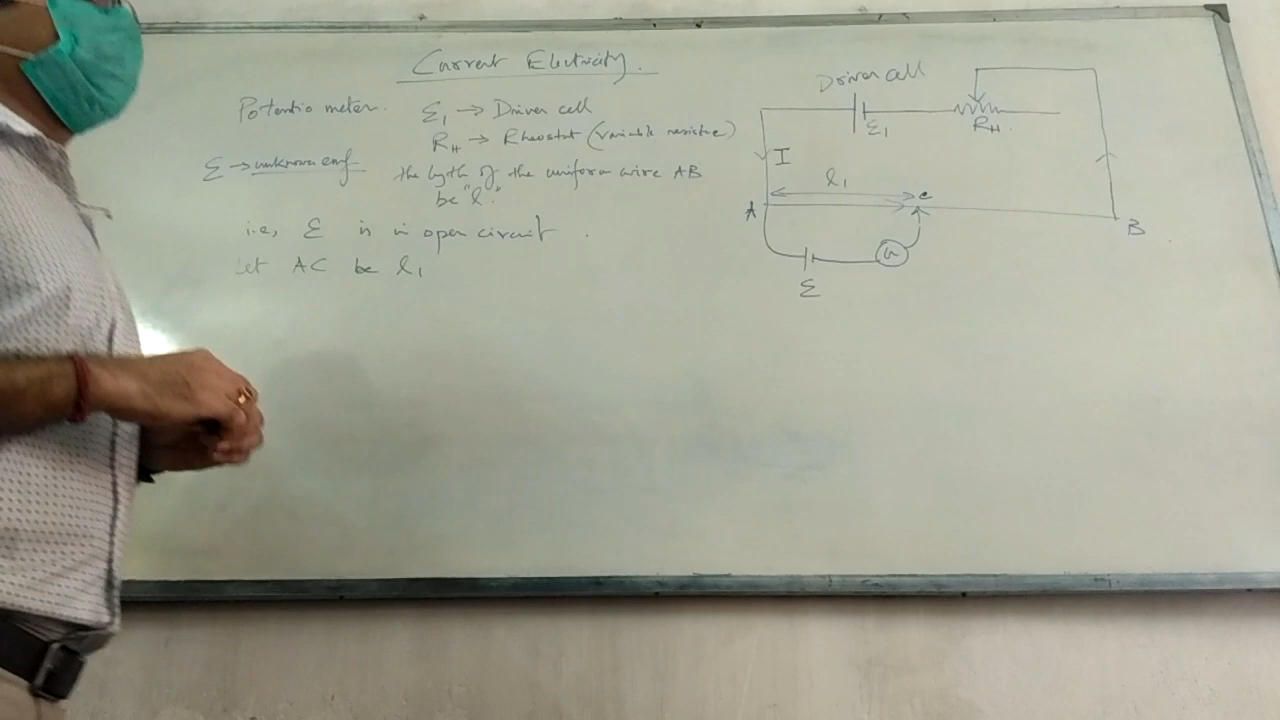 Current Electricity.
Potentio meter. ℰ₁ → Driver cell
R_H → Rheostat (variable resistor)
ℰ → unknown emf the length of the uniform wire AB
be "l."
i.e, ℰ is in open circuit.
Let AC be l₁
Driver cell
ℰ₁
R_H.
I
l₁
A
c
B
G
ℰ